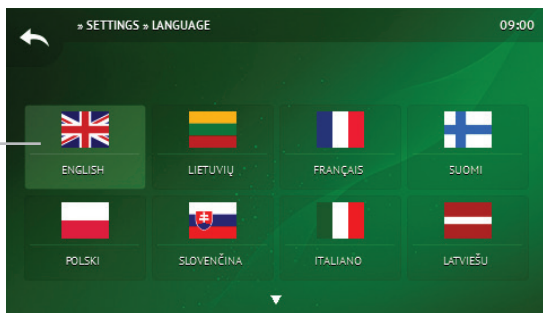 » SETTINGS » LANGUAGE 09:00
ENGLISH LIETUVIŲ FRANÇAIS SUOMI
POLSKI SLOVENČINA ITALIANO LATVIEŠU